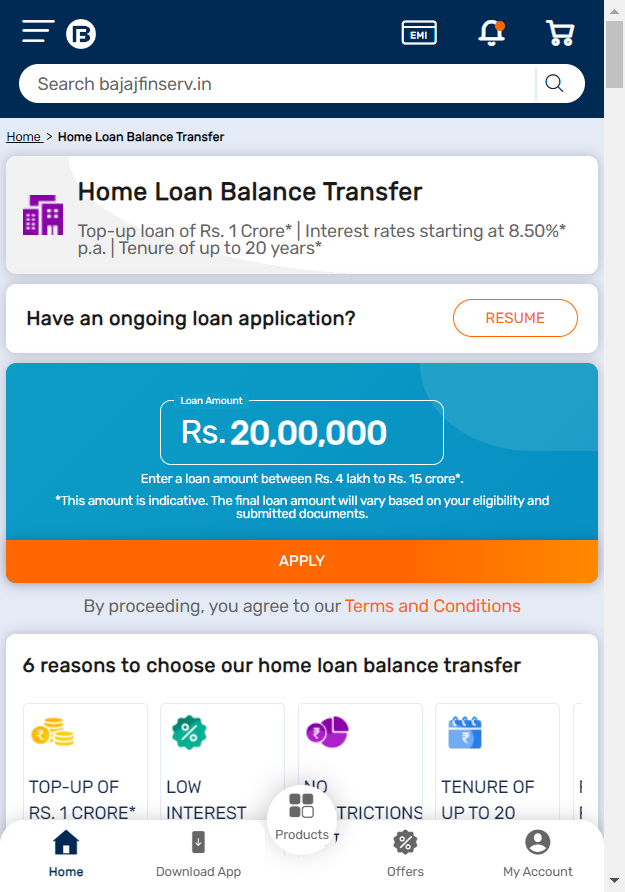 EMI
Search bajajfinserv.in
Home > Home Loan Balance Transfer
Home Loan Balance Transfer
Top-up loan of Rs. 1 Crore* | Interest rates starting at 8.50%*
p.a. | Tenure of up to 20 years*
Have an ongoing loan application?
RESUME
Loan Amount
Rs. 20,00,000
Enter a loan amount between Rs. 4 lakh to Rs. 15 crore*.
*This amount is indicative. The final loan amount will vary based on your eligibility and
submitted documents.
APPLY
By proceeding, you agree to our Terms and Conditions
6 reasons to choose our home loan balance transfer
TOP-UP OF
RS. 1 CRORE*
LOW
INTEREST
NO
TENURE OF
UP TO 20
Products
Home
Download App
Offers
My Account